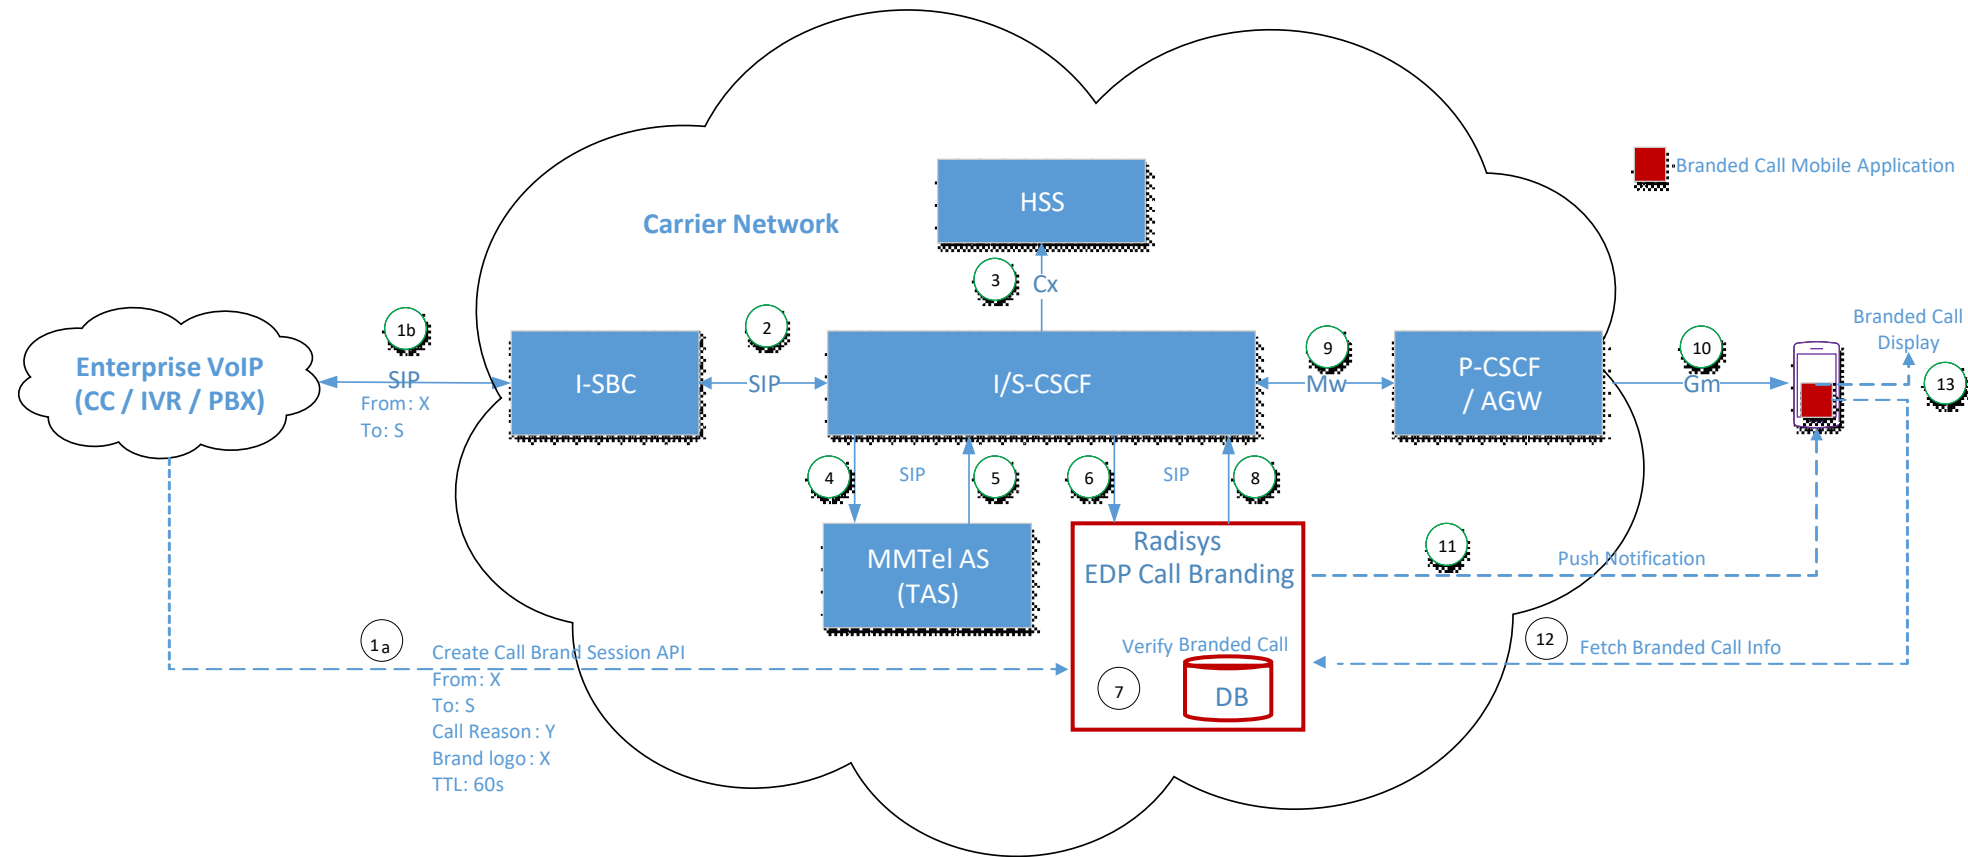 HSS
Branded Call Mobile Application
Carrier Network
3
Cx
1b
2
9
10
Branded Call
Display
Enterprise VoIP
(CC / IVR / PBX)
SIP
From: X
To: S
I-SBC
SIP
I/S-CSCF
Mw
P-CSCF
/ AGW
Gm
13
4
SIP
5
6
SIP
8
MMTel AS
(TAS)
Radisys
EDP Call Branding
11
Push Notification
1a
Create Call Brand Session API
From: X
To: S
Call Reason: Y
Brand logo: X
TTL: 60s
Verify Branded Call
7
DB
12
Fetch Branded Call Info